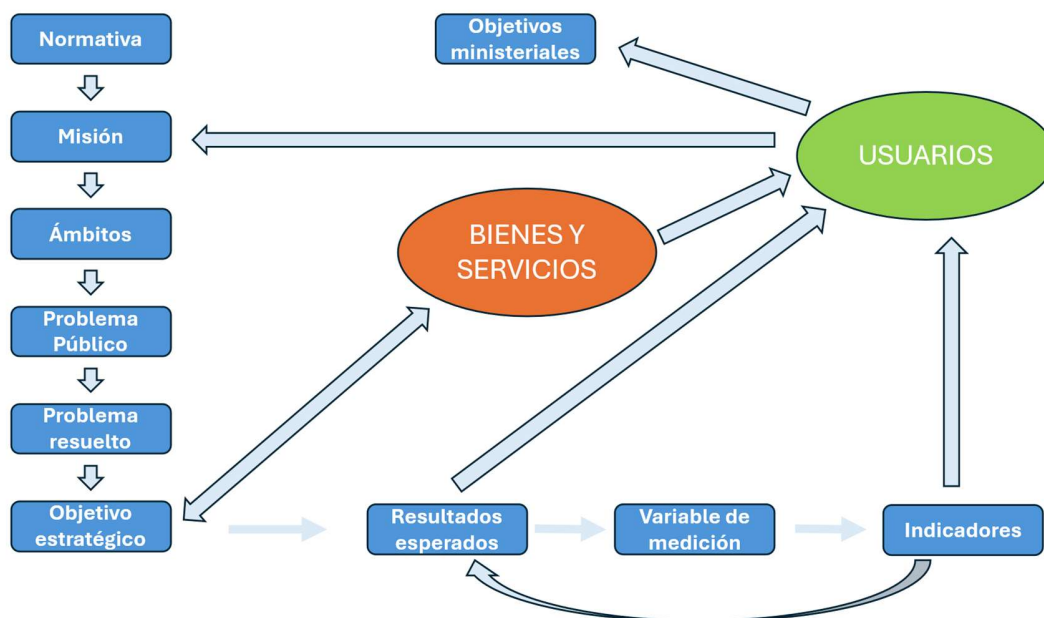 Normativa
Objetivos
ministeriales
Misión
USUARIOS
Ámbitos
BIENES Y
SERVICIOS
Problema
Público
Problema
resuelto
Objetivo
estratégico
Resultados
esperados
Variable de
medición
Indicadores